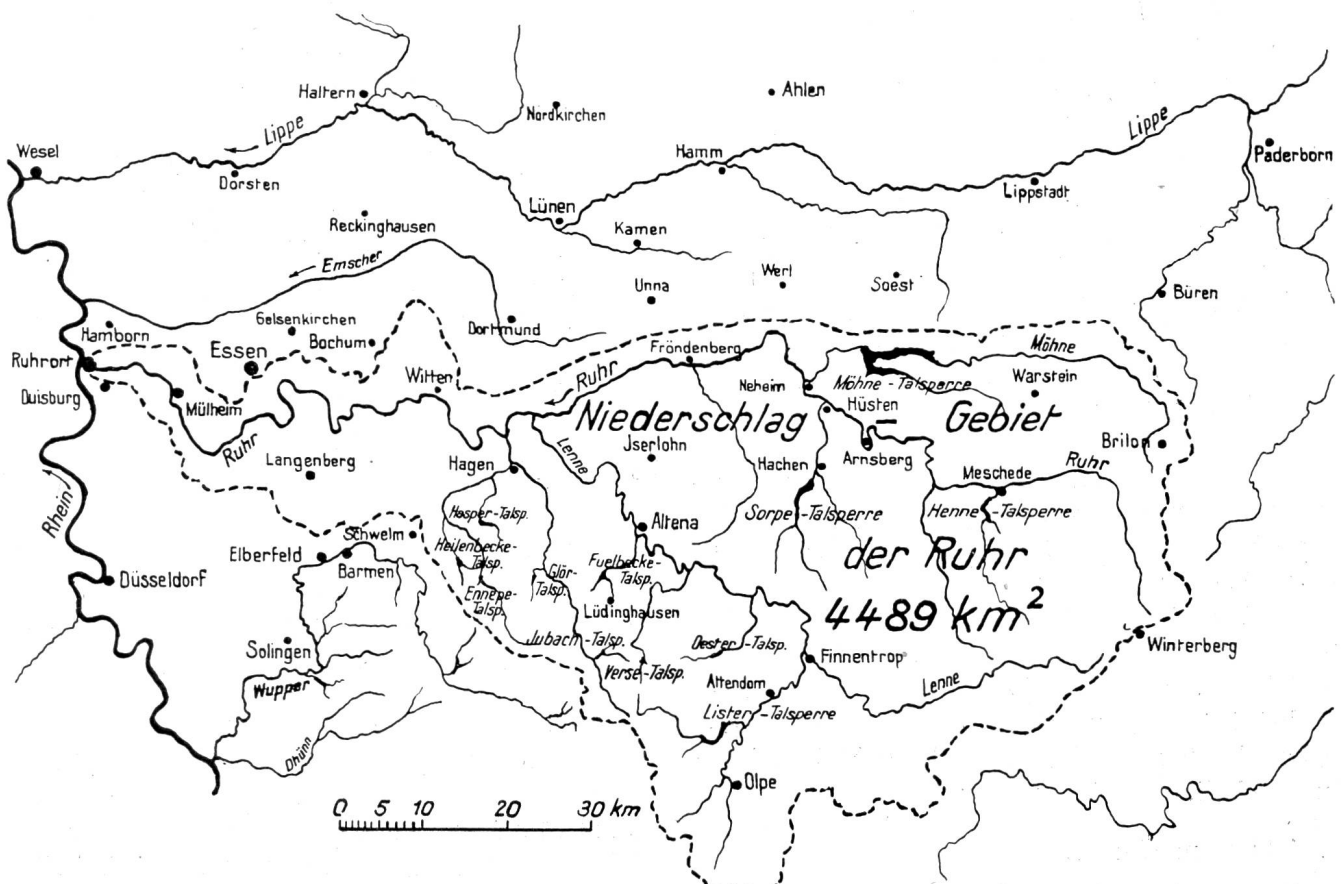 Haltern
Nordkirchen
Ahlen
Lippe
Lippe
Wesel
Dorsten
Hamm
Lippstadt
Paderborn
Reckinghausen
Lünen
Kamen
Emscher
Unna
Werl
Soest
Büren
Hamborn
Gelsenkirchen
Bochum
Dortmund
Ruhrort
Essen
Fröndenberg
Möhne
Duisburg
Mülheim
Witten
Ruhr
Neheim
Möhne-Talsperre
Warstein
Niederschlag - Gebiet
Hüsten
Ruhr
Langenberg
Hagen
Lenne
Jserlohn
Hachen
Arnsberg
Meschede
Ruhr
Brilon
Rhein
Hasper-Talsp.
Altena
Sorpe-Talsperre
Henne-Talsperre
Schwelm
Elberfeld
Barmen
Heilenbecke-
Talsp.
Glör-
Talsp.
Fuelbecke-
Talsp.
der Ruhr
Düsseldorf
Ennepe-
Talsp.
Lüdinghausen
4489 km²
Solingen
Jubach-Talsp.
Oester-Talsp.
Finnentrop
Winterberg
Wupper
Verse-Talsp.
Attendorn
Lenne
Lister-Talsperre
Dhünn
Olpe
0 5 10 20 30 km